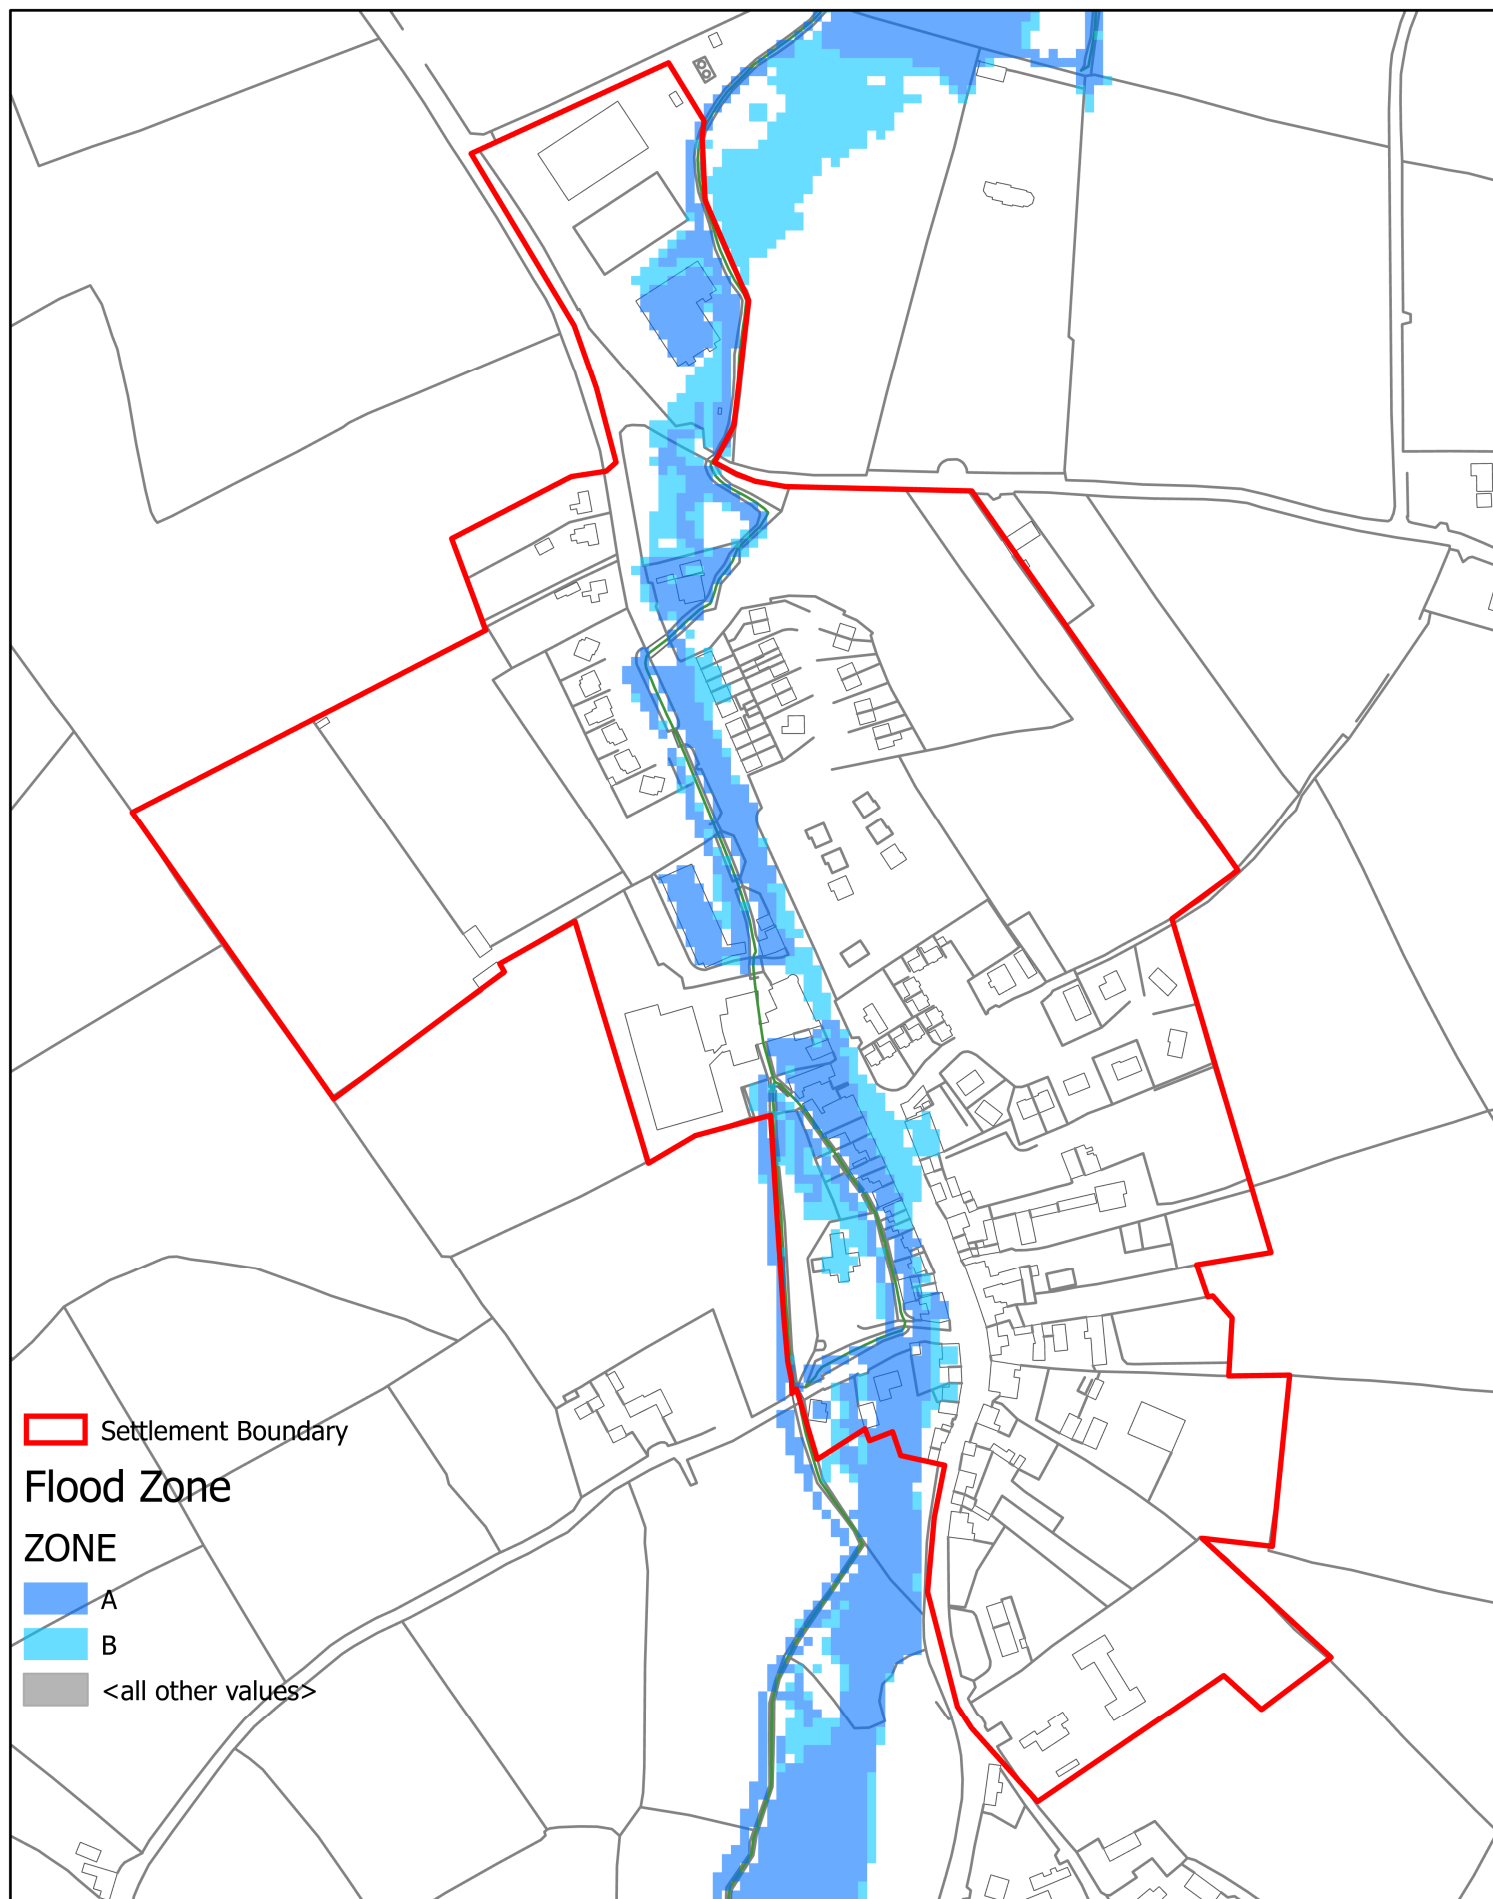 Settlement Boundary
Flood Zone
ZONE
A
B
<all other values>